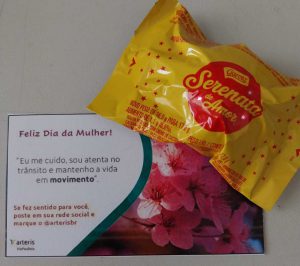 Garoto
Serenata
de
Amor
Feliz Dia da Mulher!
"Eu me cuido, sou atenta no
trânsito e mantenho a vida
em movimento".
Se fez sentido para você,
poste em sua rede social e
marque o @arterisbr
arteris